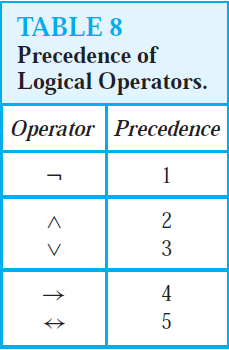 TABLE 8
Precedence of
Logical Operators.
Operator Precedence
¬ 1
∧ 2
∨ 3
→ 4
↔ 5